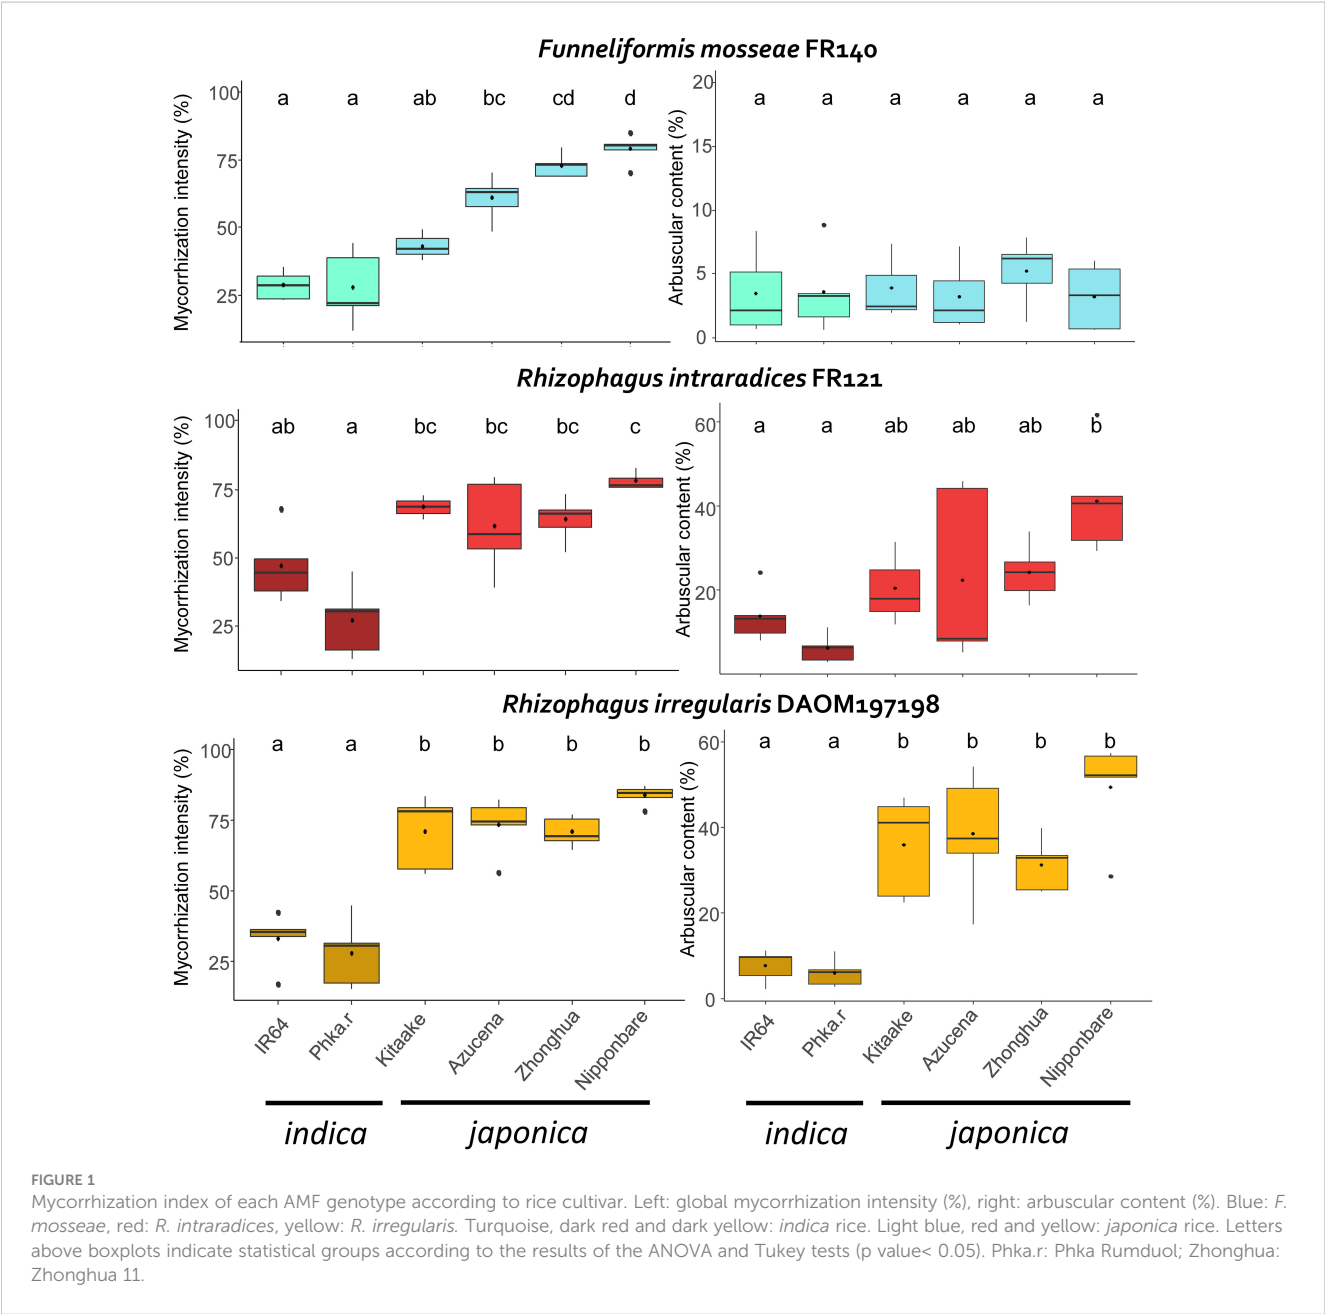 Funneliformis mosseae FR140
Mycorrhization intensity (%)
100
75
50
25
a a ab bc cd d
Arbuscular content (%)
20
15
10
5
0
a a a a a a
Rhizophagus intraradices FR121
Mycorrhization intensity (%)
100
75
50
25
ab a bc bc bc c
Arbuscular content (%)
60
40
20
a a ab ab ab b
Rhizophagus irregularis DAOM197198
Mycorrhization intensity (%)
100
75
50
25
a a b b b b
Arbuscular content (%)
60
40
20
0
a a b b b b
IR64 Phka.r Kitaake Azucena Zhonghua Nipponbare
IR64 Phka.r Kitaake Azucena Zhonghua Nipponbare
indica japonica indica japonica
FIGURE 1
Mycorrhization index of each AMF genotype according to rice cultivar. Left: global mycorrhization intensity (%), right: arbuscular content (%). Blue: F.
mosseae, red: R. intraradices, yellow: R. irregularis. Turquoise, dark red and dark yellow: indica rice. Light blue, red and yellow: japonica rice. Letters
above boxplots indicate statistical groups according to the results of the ANOVA and Tukey tests (p value< 0.05). Phka.r: Phka Rumduol; Zhonghua:
Zhonghua 11.